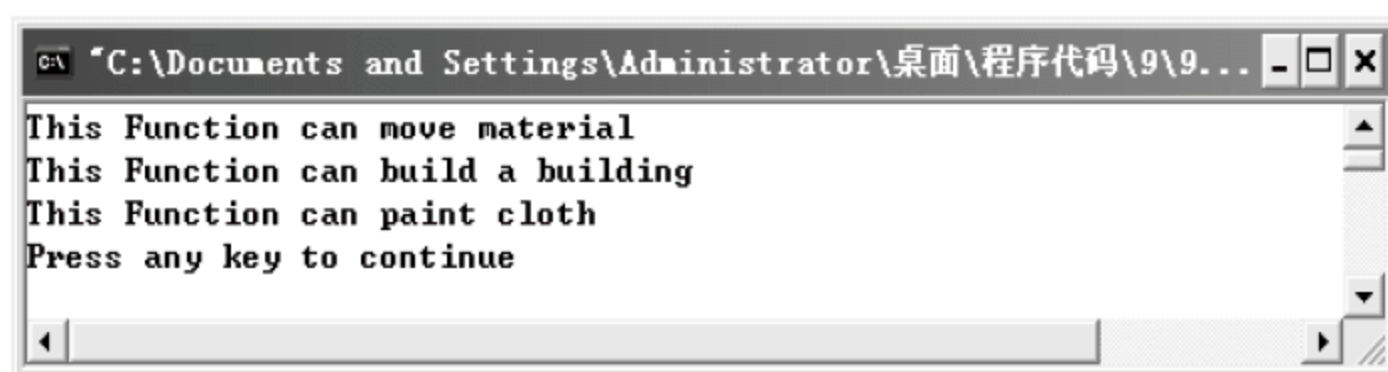 "C:\Documents and Settings\Administrator\桌面\程序代码\9\9...
This Function can move material
This Function can build a building
This Function can paint cloth
Press any key to continue